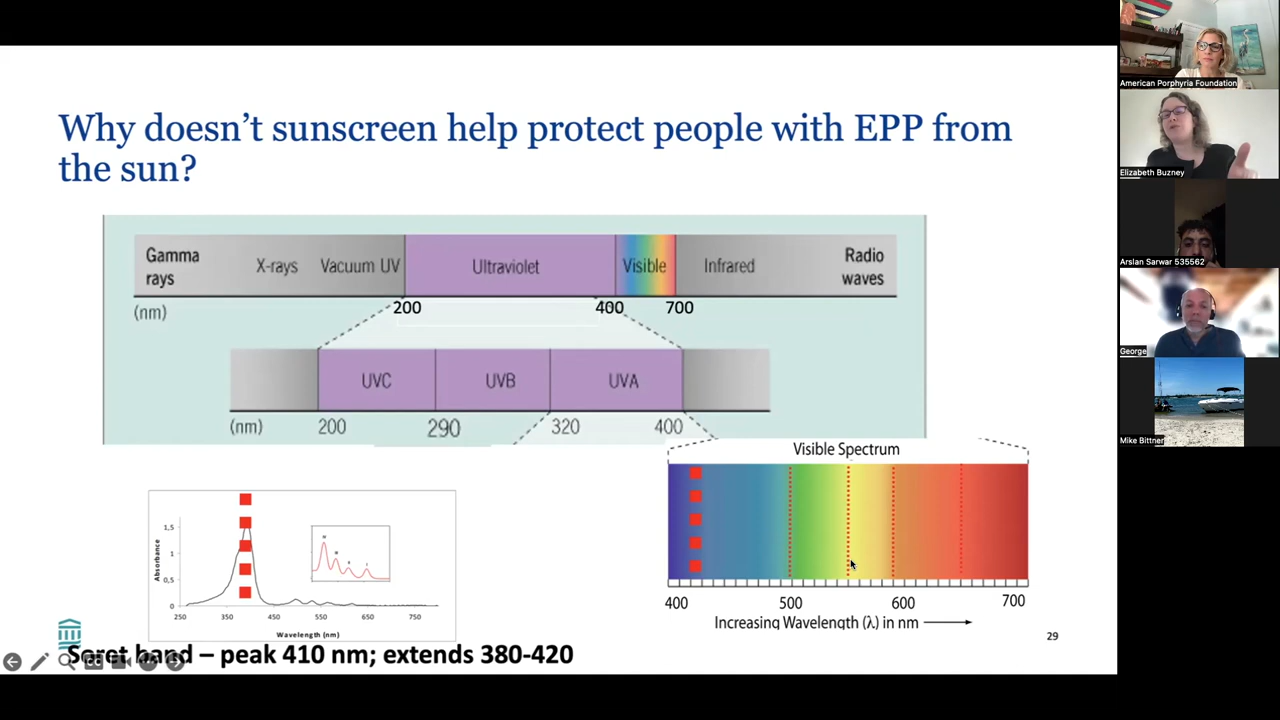 Why doesn't sunscreen help protect people with EPP from
the sun?
Gamma
rays
X-rays
Vacuum UV
Ultraviolet
Visible
Infrared
Radio
waves
(nm)
200
400
700
UVC
UVB
UVA
(nm)
200
290
320
400
Visible Spectrum
400
500
600
700
Increasing Wavelength (λ) in nm
Absorbance
1,5
1
0,5
0
250
350
450
550
650
750
Wavelength (nm)
29
Soret band – peak 410 nm; extends 380-420
American Porphyria Foundation
Elizabeth Buzney
Arslan Sarwar 535562
George
Mike Bittner